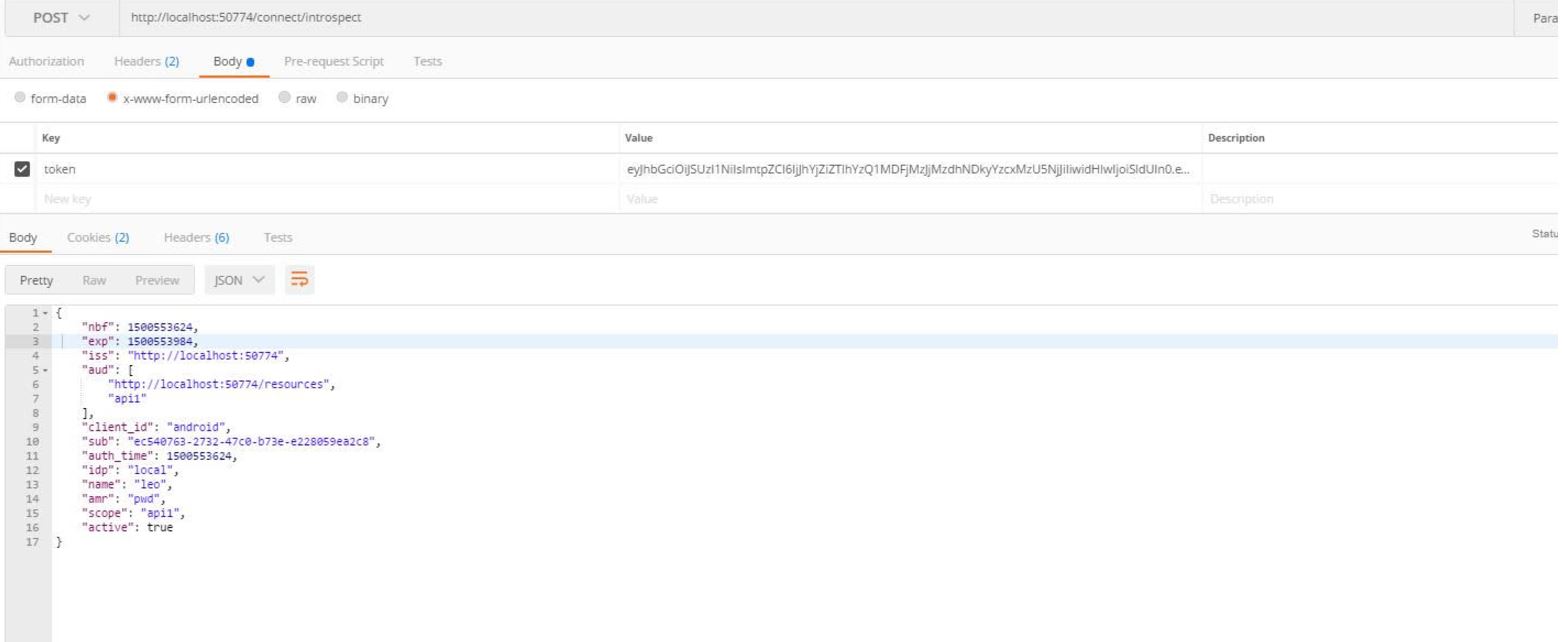 POST http://localhost:50774/connect/introspect Para
Authorization Headers (2) Body Pre-request Script Tests
form-data x-www-form-urlencoded raw binary
Key Value Description
token
New key Value Description
Body Cookies (2) Headers (6) Tests Statu
Pretty Raw Preview JSON
1 {
2 "nbf": 1500553624,
3 "exp": 1500553984,
4 "iss": "http://localhost:50774",
5 "aud": [
6 "http://localhost:50774/resources",
7 "api1"
8 ],
9 "client_id": "android",
10 "sub": "ec540763-2732-47c0-b73e-e228059ea2c8",
11 "auth_time": 1500553624,
12 "idp": "local",
13 "name": "leo",
14 "amr": "pwd",
15 "scope": "api1",
16 "active": true
17 }